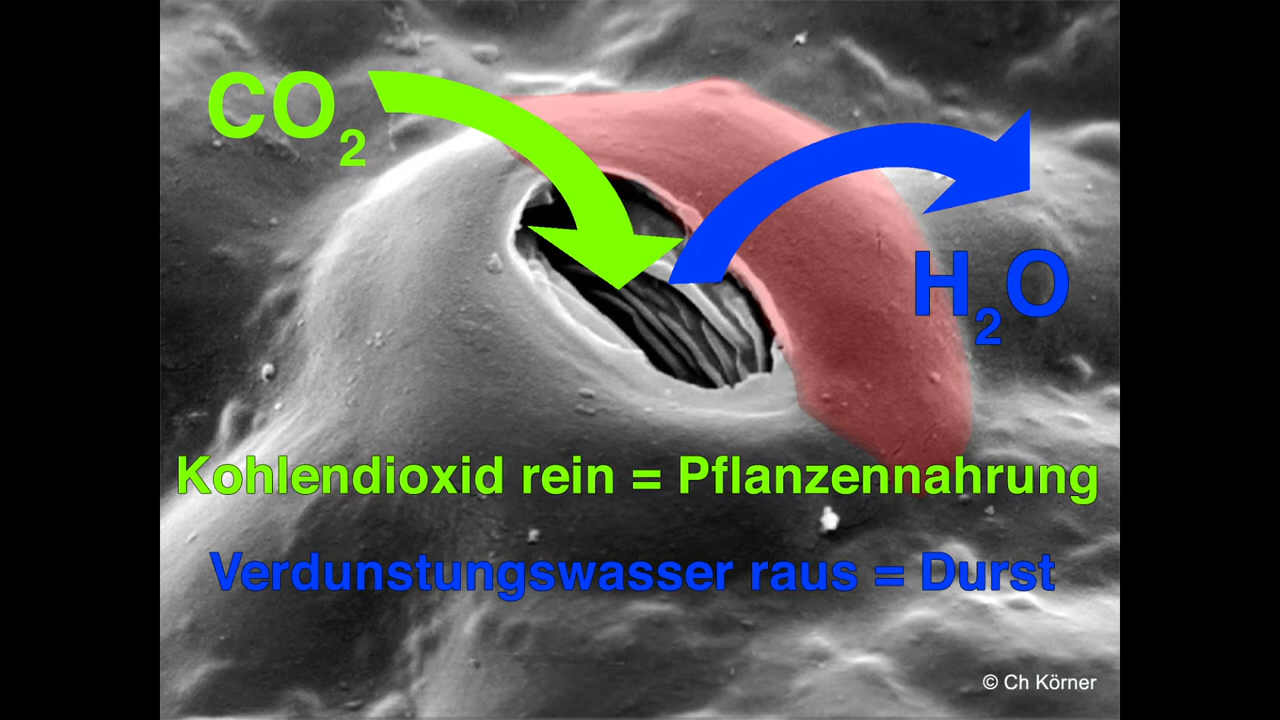 CO₂
H₂O
Kohlendioxid rein = Pflanzennahrung
Verdunstungswasser raus = Durst
© Ch Körner